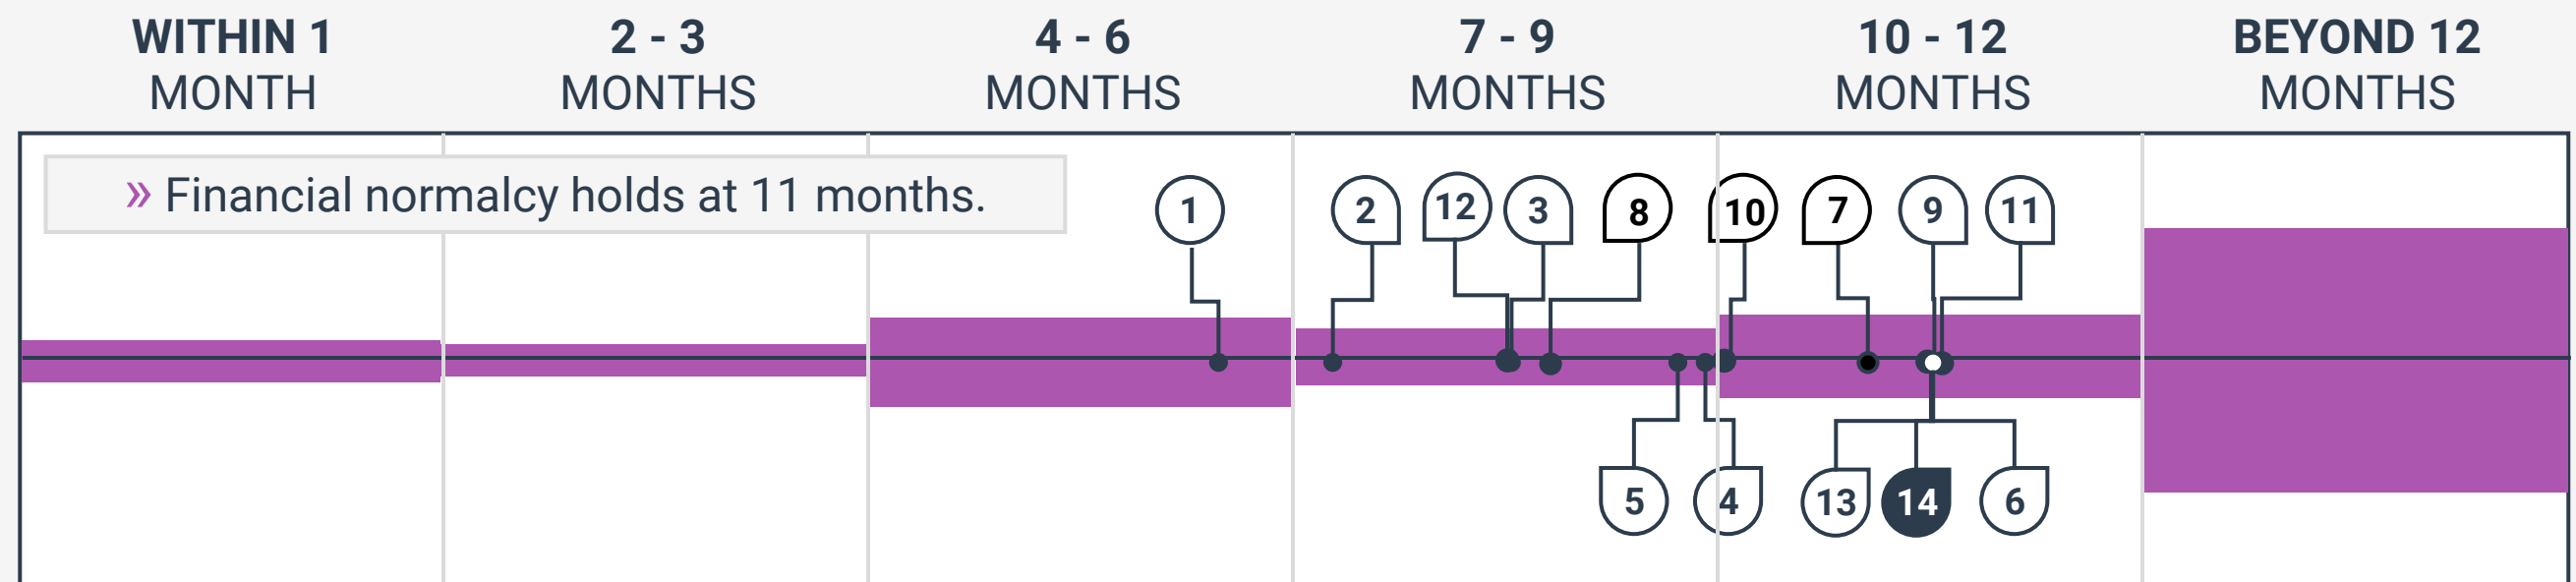 WITHIN 1
MONTH
2 - 3
MONTHS
4 - 6
MONTHS
7 - 9
MONTHS
10 - 12
MONTHS
BEYOND 12
MONTHS
» Financial normalcy holds at 11 months.
1
2
12
3
8
10
7
9
11
5
4
13
14
6